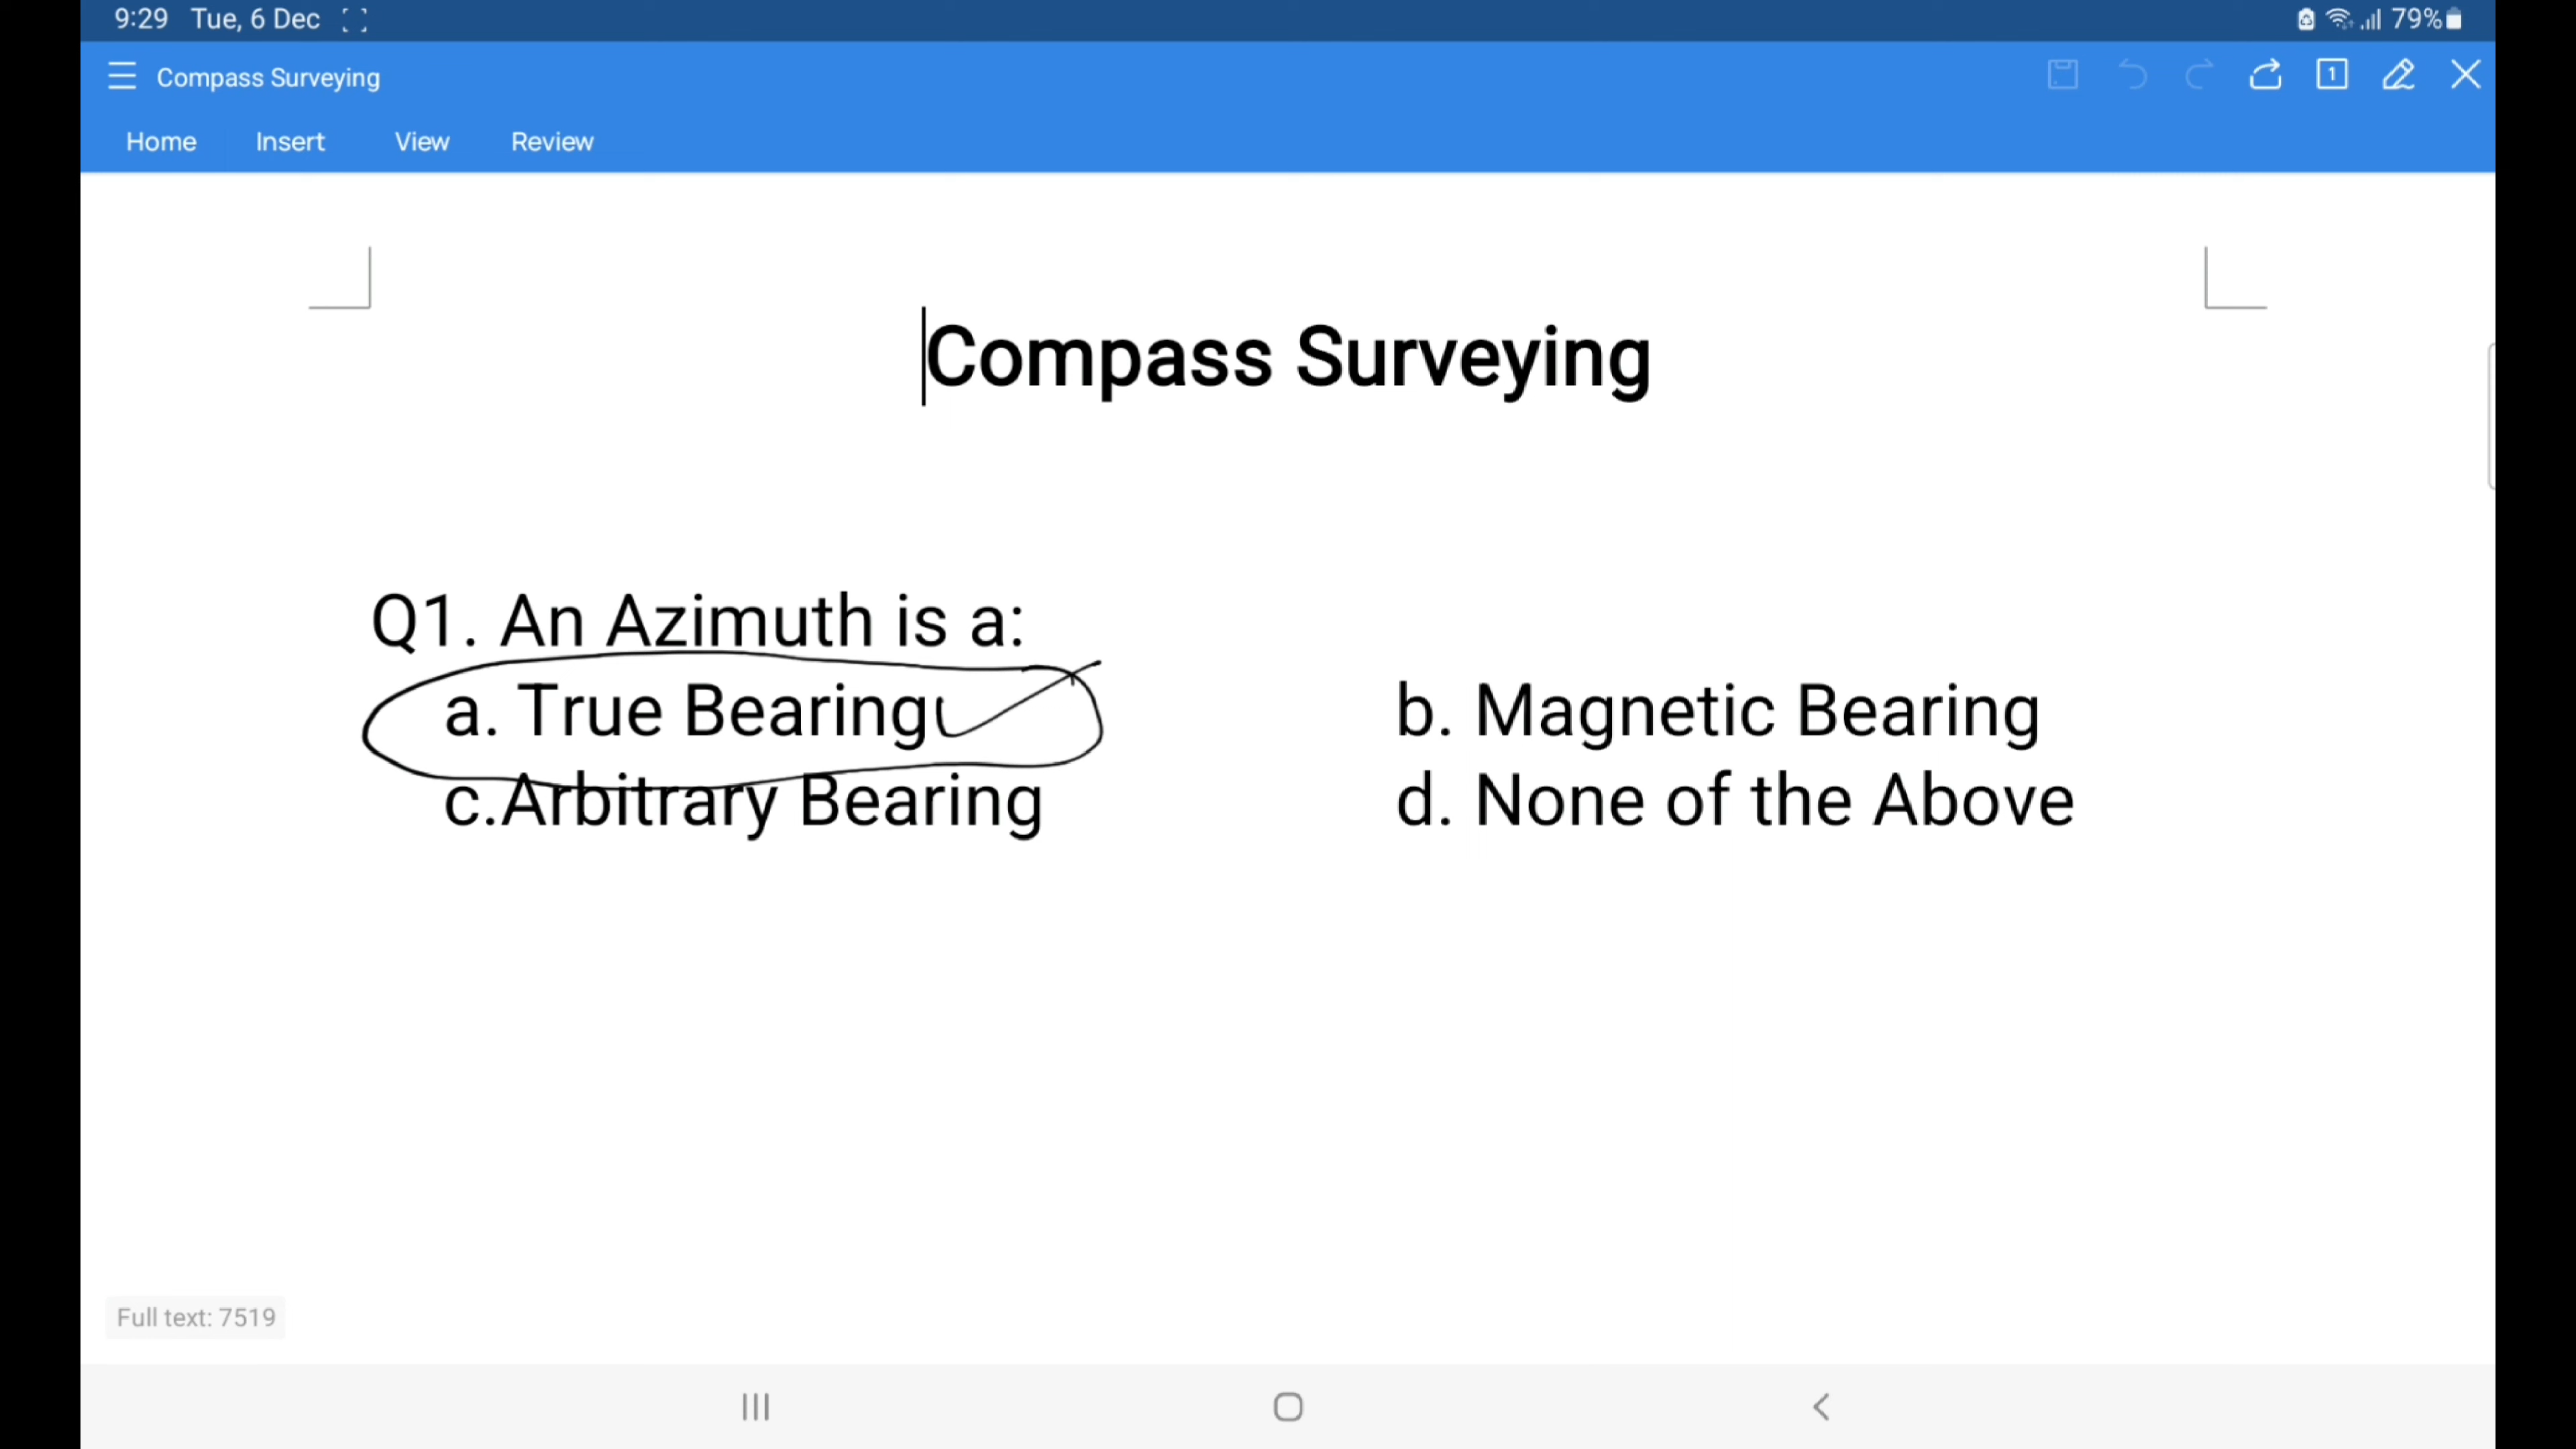 9:29 Tue, 6 Dec 79%
Compass Surveying 1
Home Insert View Review
Compass Surveying
Q1. An Azimuth is a:
a. True Bearing b. Magnetic Bearing
c.Arbitrary Bearing d. None of the Above
Full text: 7519